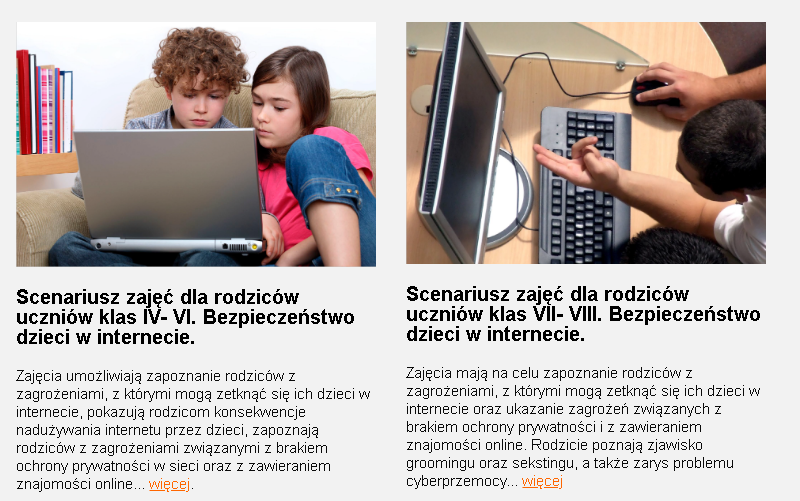 Scenariusz zajęć dla rodziców
uczniów klas IV- VI. Bezpieczeństwo
dzieci w internecie.
Zajęcia umożliwiają zapoznanie rodziców z
zagrożeniami, z którymi mogą zetknąć się ich dzieci w
internecie, pokazują rodzicom konsekwencje
nadużywania internetu przez dzieci, zapoznają
rodziców z zagrożeniami związanymi z brakiem
ochrony prywatności w sieci oraz z zawieraniem
znajomości online... więcej.
Scenariusz zajęć dla rodziców
uczniów klas VII- VIII. Bezpieczeństwo
dzieci w internecie.
Zajęcia mają na celu zapoznanie rodziców z
zagrożeniami, z którymi mogą zetknąć się ich dzieci w
internecie oraz ukazanie zagrożeń związanych z
brakiem ochrony prywatności i z zawieraniem
znajomości online. Rodzicie poznają zjawisko
groomingu oraz sekstingu, a także zarys problemu
cyberprzemocy... więcej